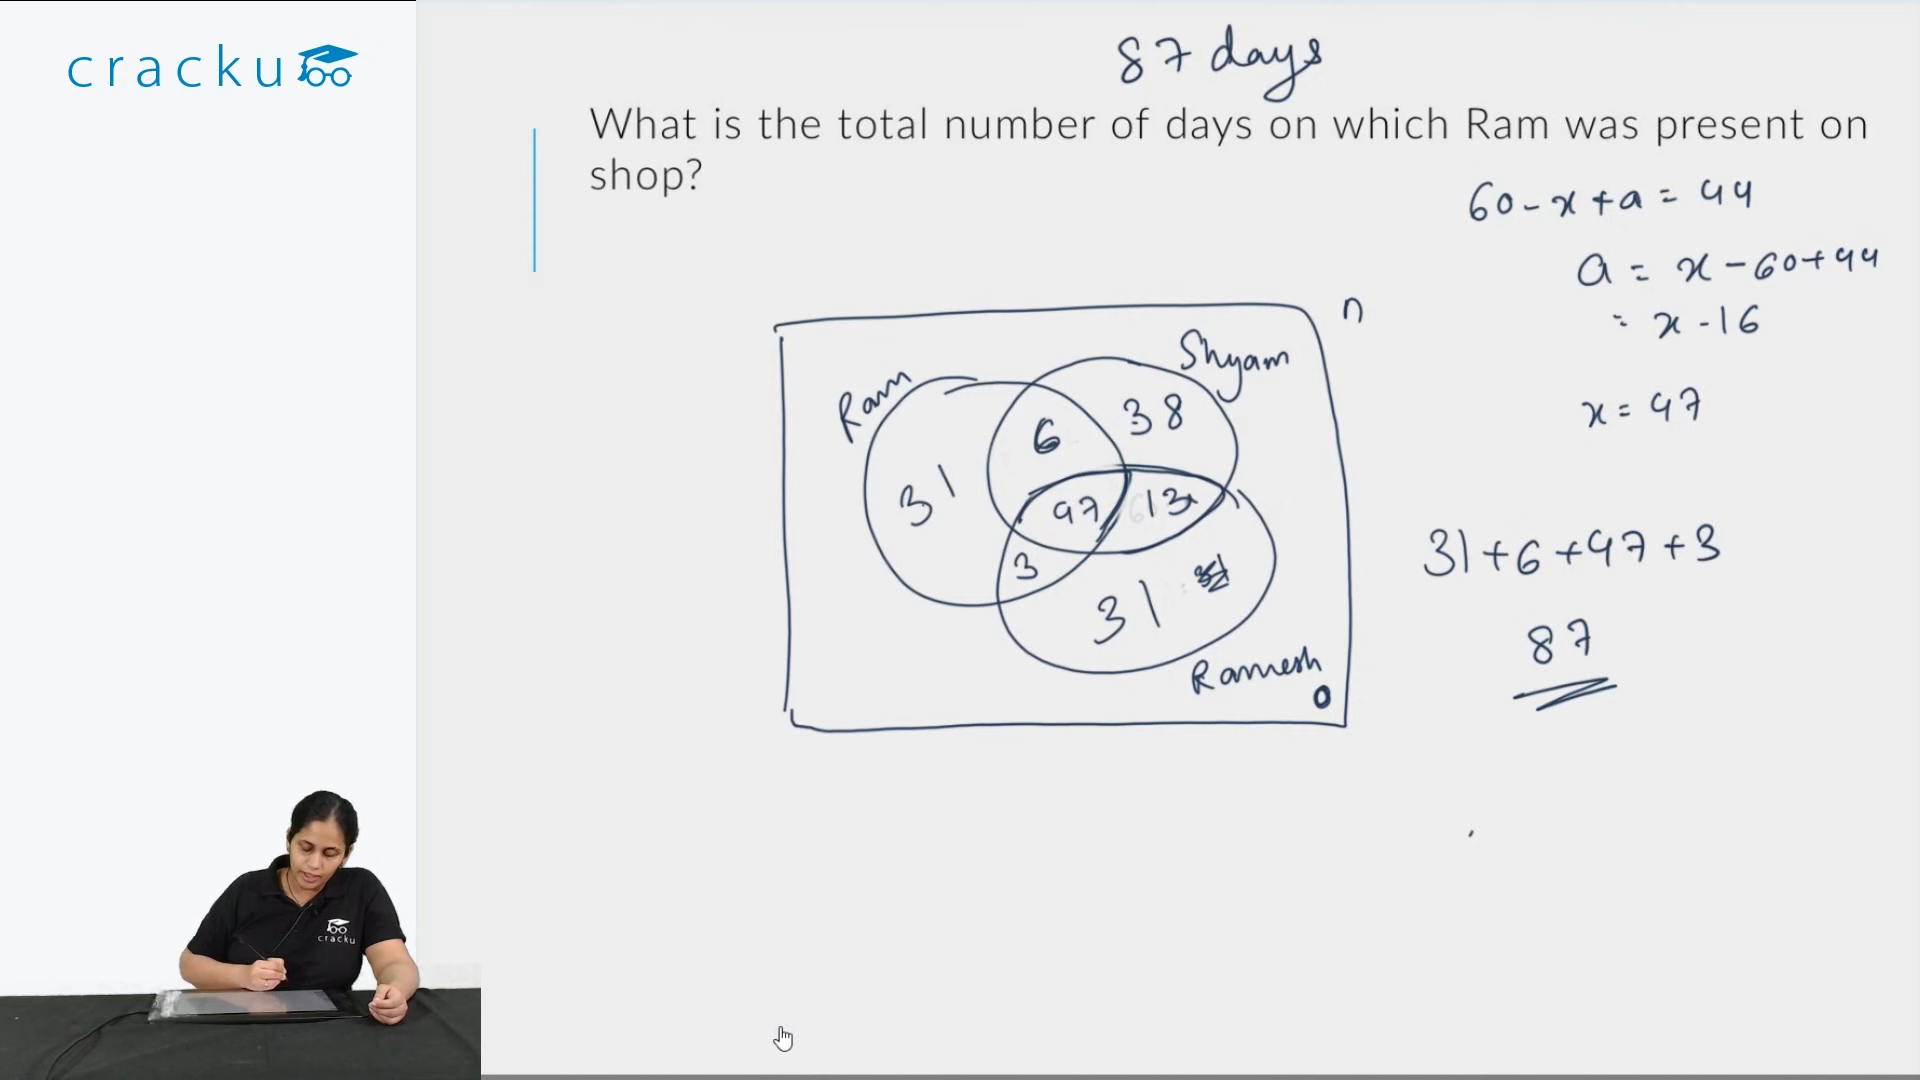 cracku
87 days
What is the total number of days on which Ram was present on
shop?
60 - x + a = 44
a = x - 60 + 44
= x - 16
x = 47
n
Ram
Shyam
6
38
31
47
13
3
31
Ramesh
0
31 + 6 + 47 + 3
87
cracku